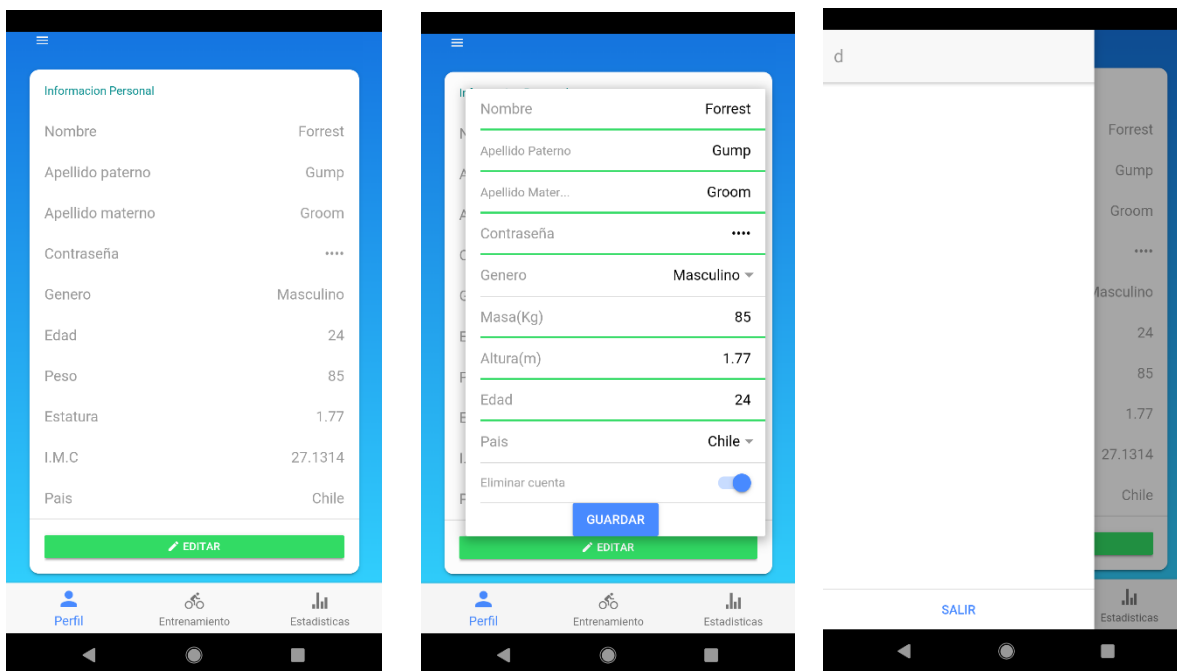 Informacion Personal
Nombre Forrest
Apellido paterno Gump
Apellido materno Groom
Contraseña ••••
Genero Masculino
Edad 24
Peso 85
Estatura 1.77
I.M.C 27.1314
Pais Chile
EDITAR
Perfil Entrenamiento Estadisticas
Nombre Forrest
Apellido Paterno Gump
Apellido Mater... Groom
Contraseña ••••
Genero Masculino
Masa(Kg) 85
Altura(m) 1.77
Edad 24
Pais Chile
Eliminar cuenta
GUARDAR
EDITAR
Perfil Entrenamiento Estadisticas
d
Forrest
Gump
Groom
••••
Masculino
24
85
1.77
27.1314
Chile
SALIR
Estadisticas